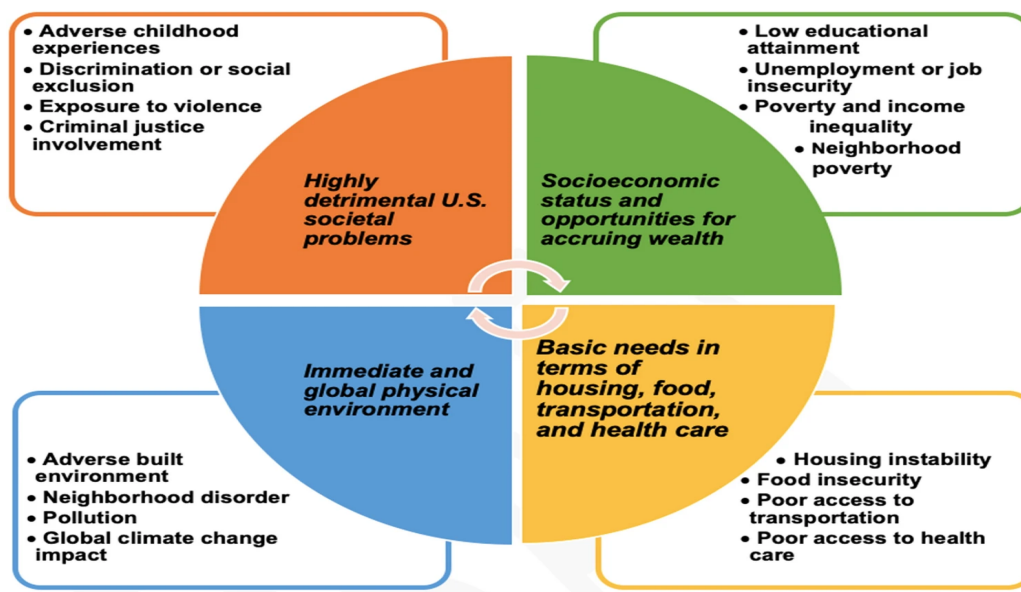 • Adverse childhood
experiences
• Discrimination or social
exclusion
• Exposure to violence
• Criminal justice
involvement
• Low educational
attainment
• Unemployment or job
insecurity
• Poverty and income
inequality
• Neighborhood
poverty
Highly
detrimental U.S.
societal
problems
Socioeconomic
status and
opportunities for
accruing wealth
Immediate and
global physical
environment
Basic needs in
terms of
housing, food,
transportation,
and health care
• Adverse built
environment
• Neighborhood disorder
• Pollution
• Global climate change
impact
• Housing instability
• Food insecurity
• Poor access to
transportation
• Poor access to health
care